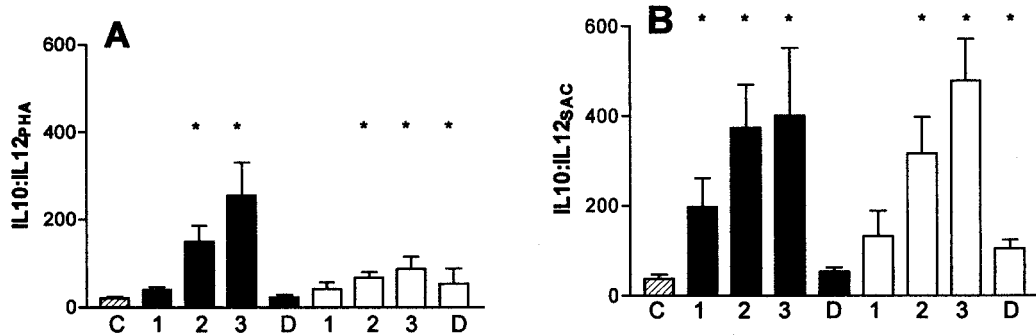 A
IL10:IL12PHA
600
400
200
0
* * * * *
C 1 2 3 D 1 2 3 D
B
IL10:IL12SAC
600
400
200
0
* * * * * *
C 1 2 3 D 1 2 3 D